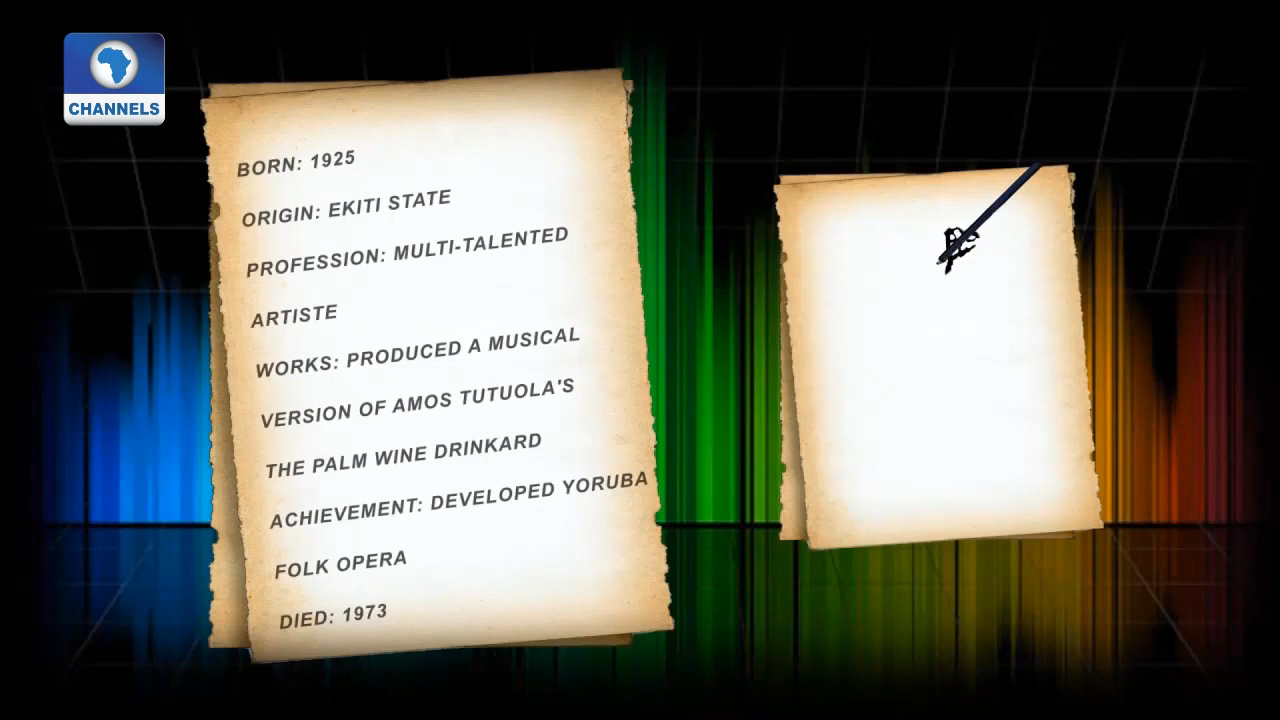 CHANNELS
BORN: 1925
ORIGIN: EKITI STATE
PROFESSION: MULTI-TALENTED
ARTISTE
WORKS: PRODUCED A MUSICAL
VERSION OF AMOS TUTUOLA'S
THE PALM WINE DRINKARD
ACHIEVEMENT: DEVELOPED YORUBA
FOLK OPERA
DIED: 1973